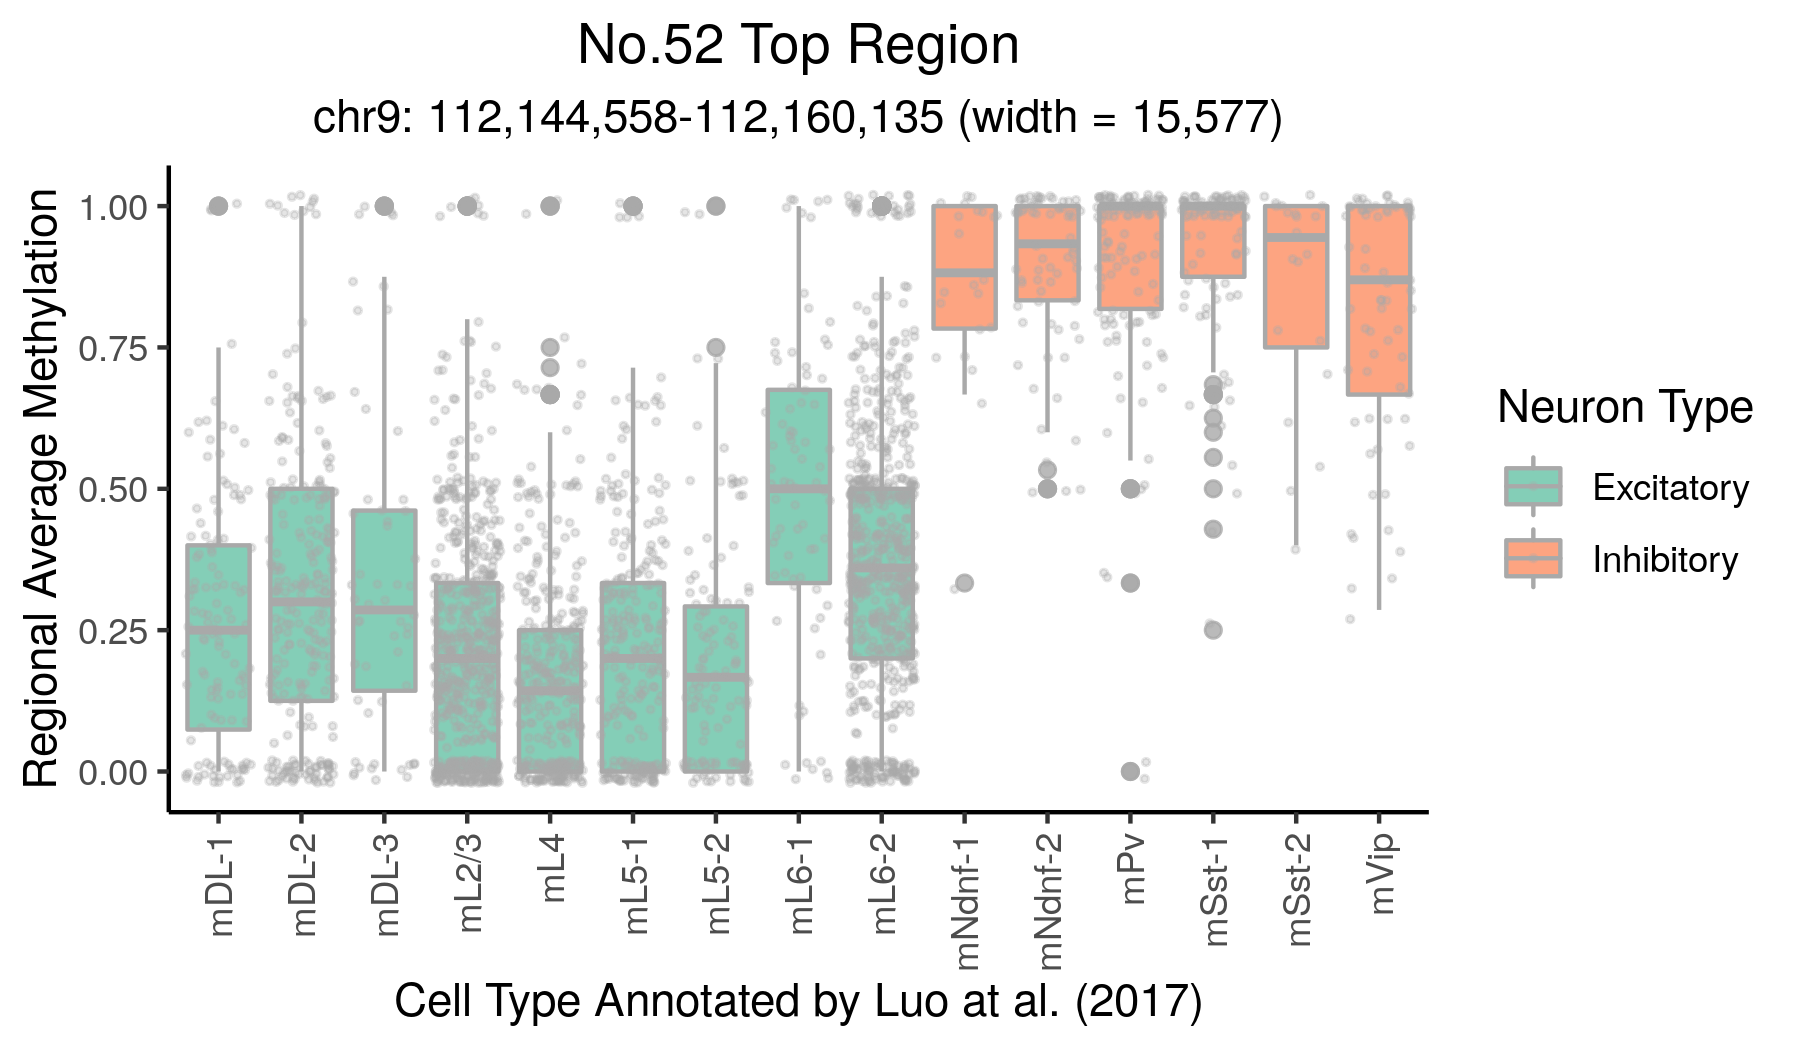 No.52 Top Region
chr9: 112,144,558-112,160,135 (width = 15,577)
Regional Average Methylation
1.00
0.75
0.50
0.25
0.00
mDL-1
mDL-2
mDL-3
mL2/3
mL4
mL5-1
mL5-2
mL6-1
mL6-2
mNdnf-1
mNdnf-2
mPv
mSst-1
mSst-2
mVip
Cell Type Annotated by Luo at al. (2017)
Neuron Type
Excitatory
Inhibitory